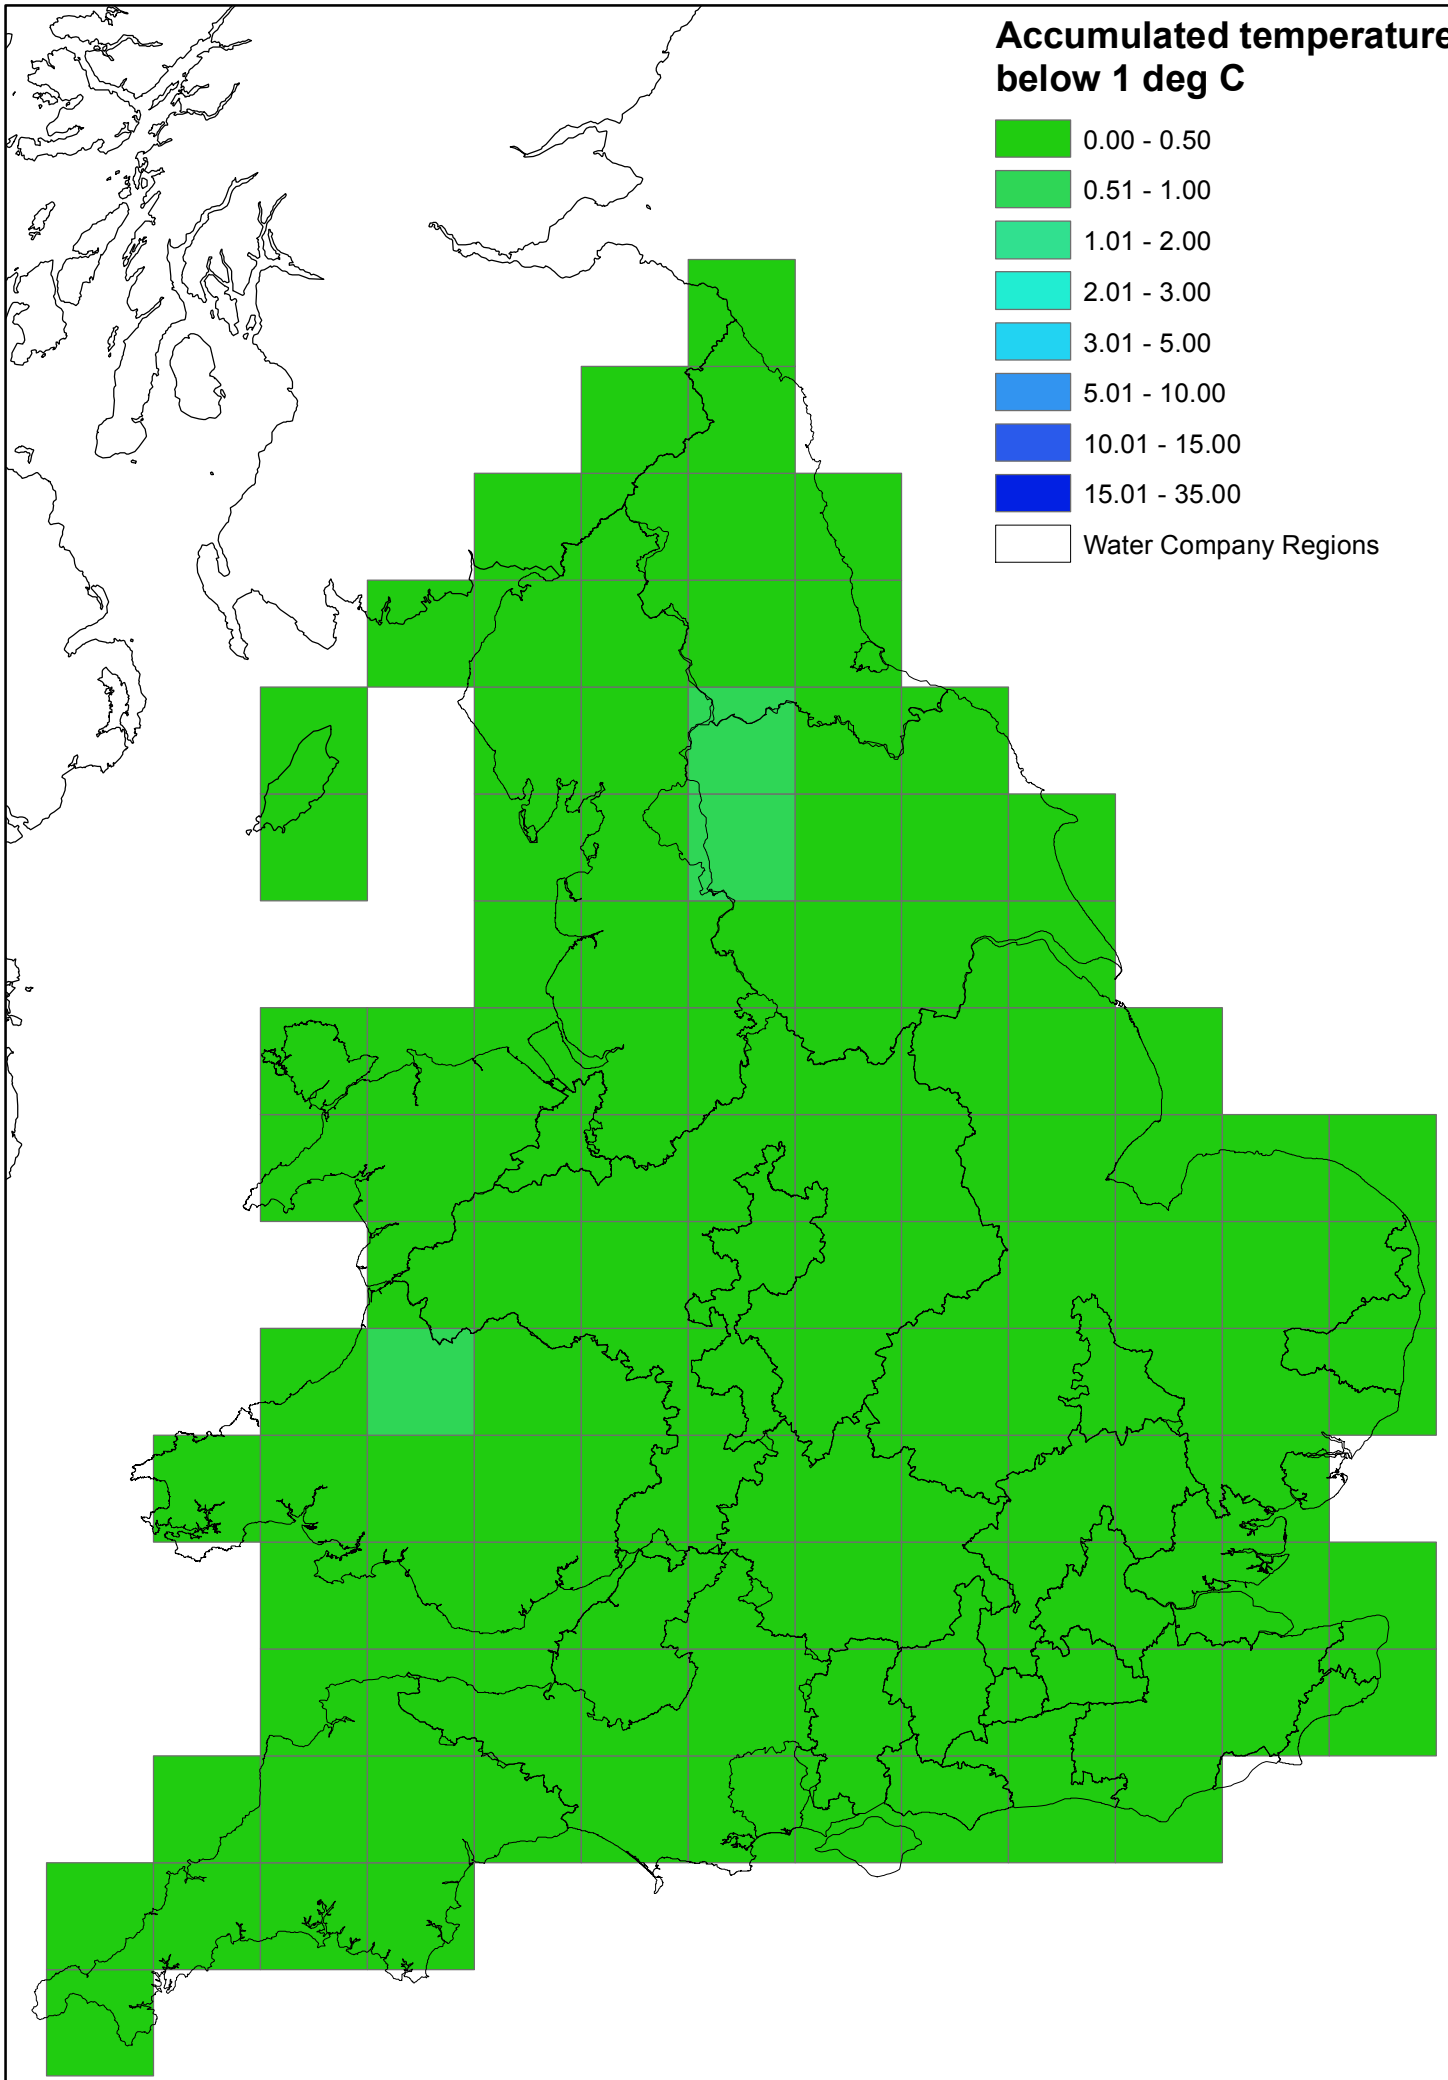 Accumulated temperature
below 1 deg C
0.00 - 0.50
0.51 - 1.00
1.01 - 2.00
2.01 - 3.00
3.01 - 5.00
5.01 - 10.00
10.01 - 15.00
15.01 - 35.00
Water Company Regions